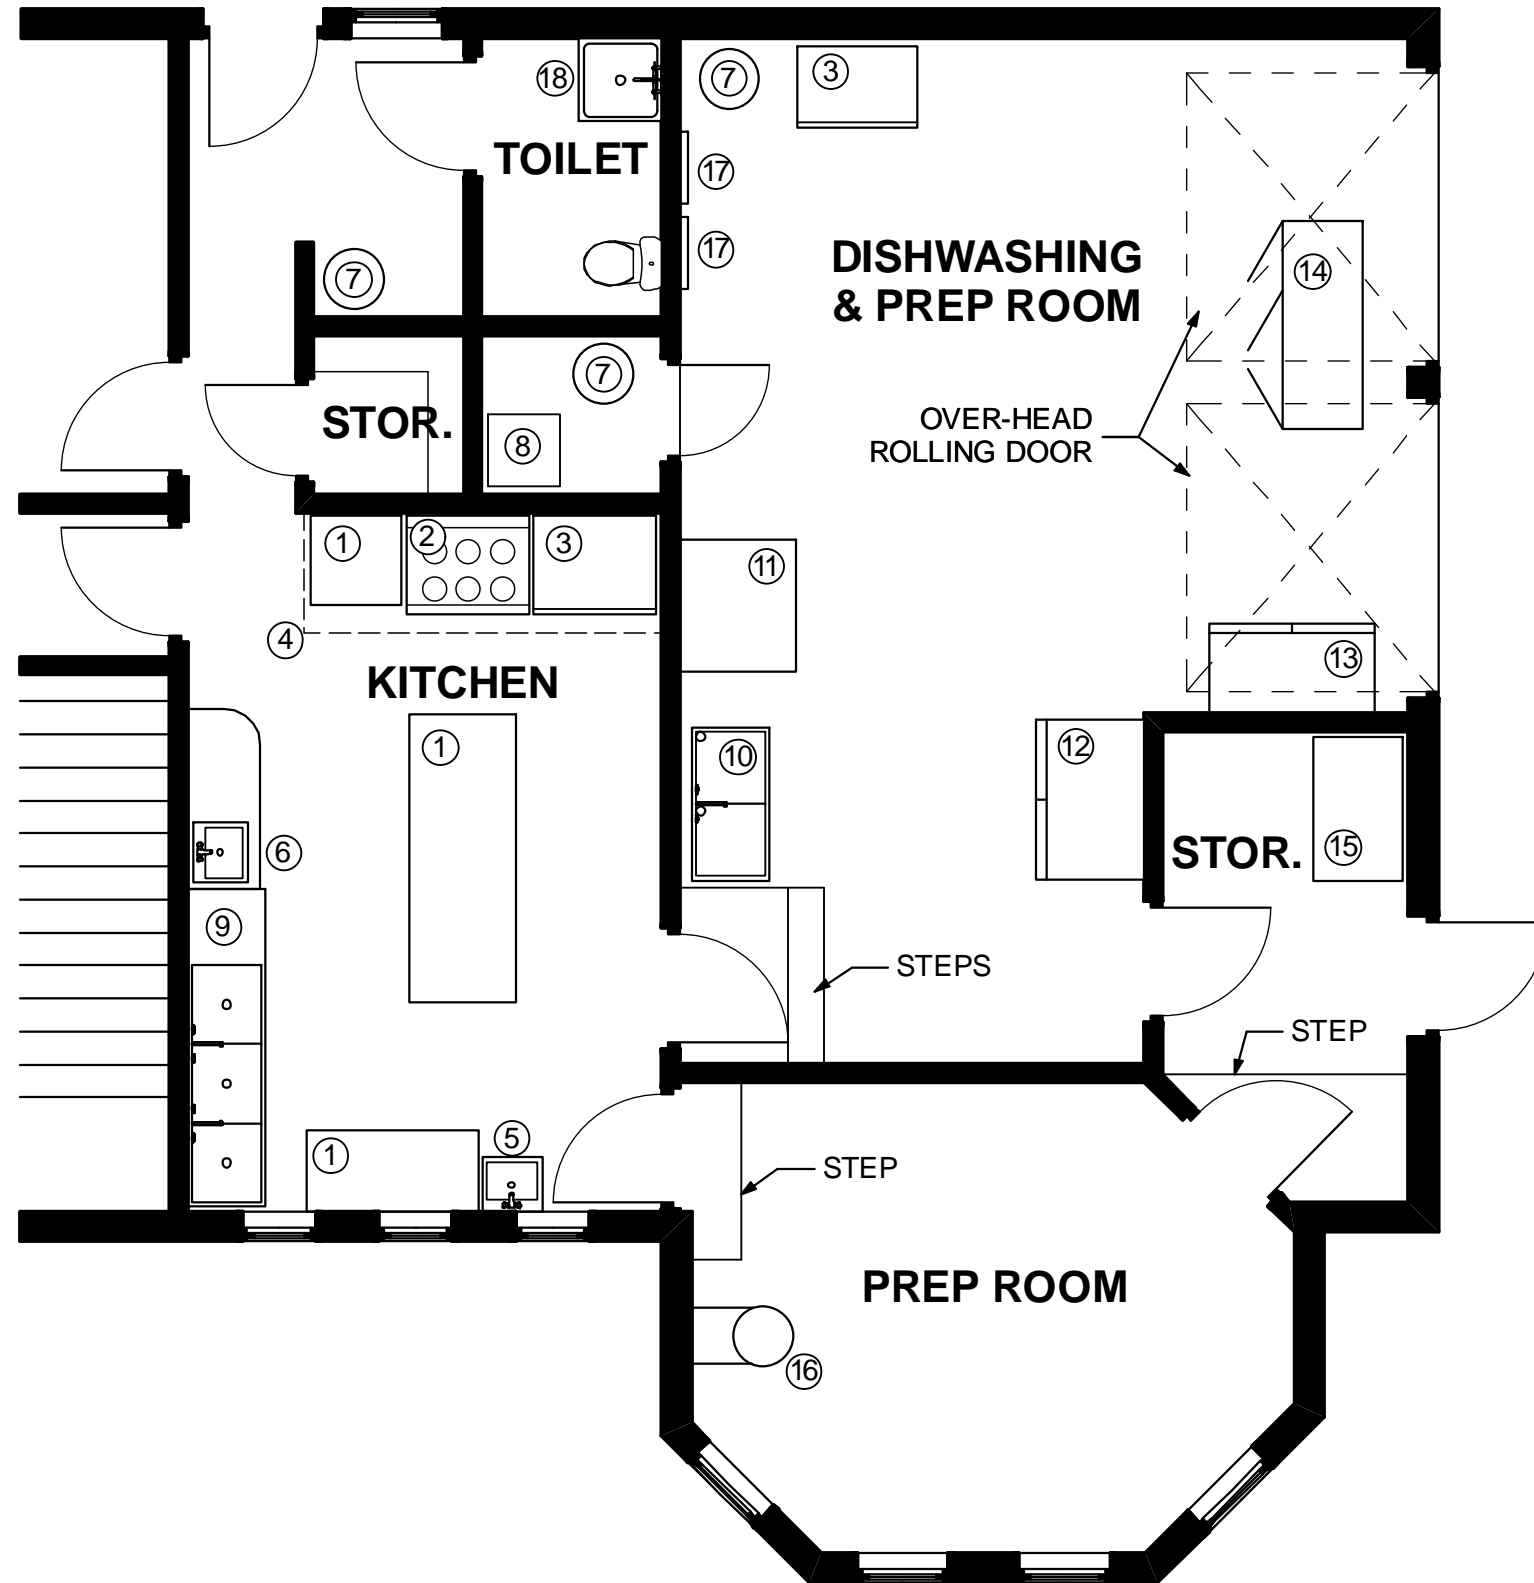 18
7
3
TOILET
17
17
DISHWASHING
& PREP ROOM
14
7
7
OVER-HEAD
ROLLING DOOR
STOR.
8
1
2
3
11
4
KITCHEN
13
1
10
12
6
STOR.
15
9
STEPS
STEP
5
1
STEP
PREP ROOM
16